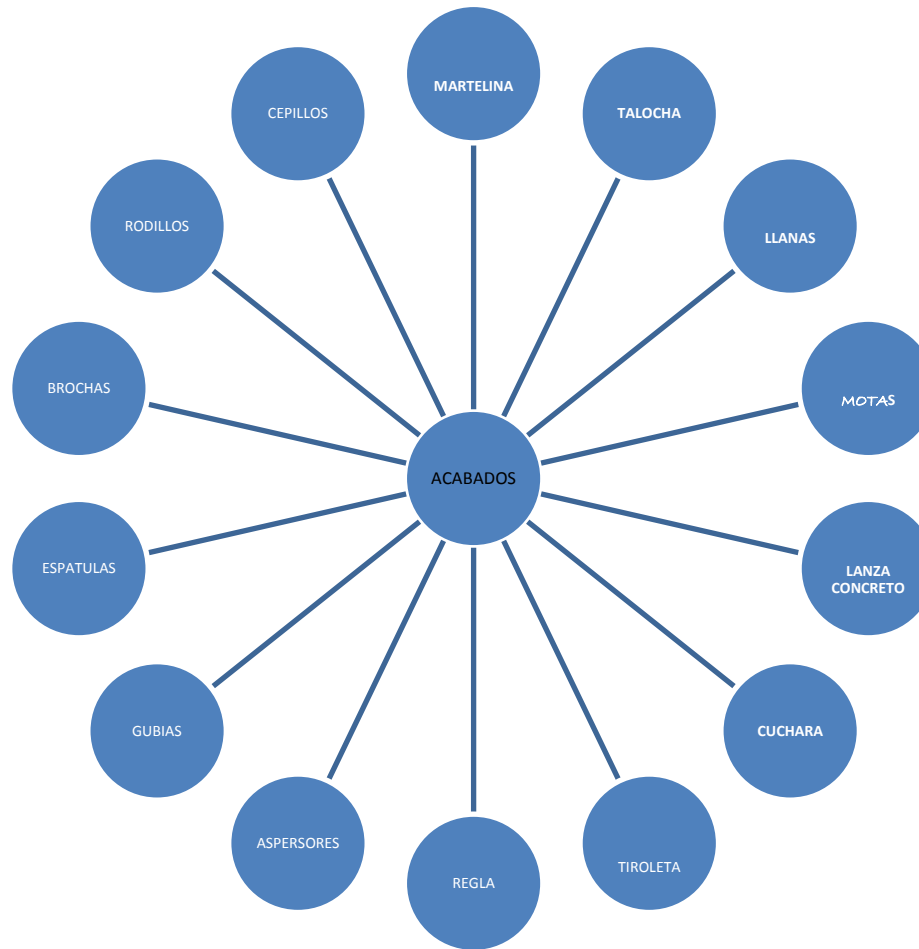 MARTELINA
TALOCHA
LLANAS
MOTAS
LANZA
CONCRETO
CUCHARA
TIROLETA
REGLA
ASPERSORES
GUBIAS
ESPATULAS
BROCHAS
RODILLOS
CEPILLOS
ACABADOS